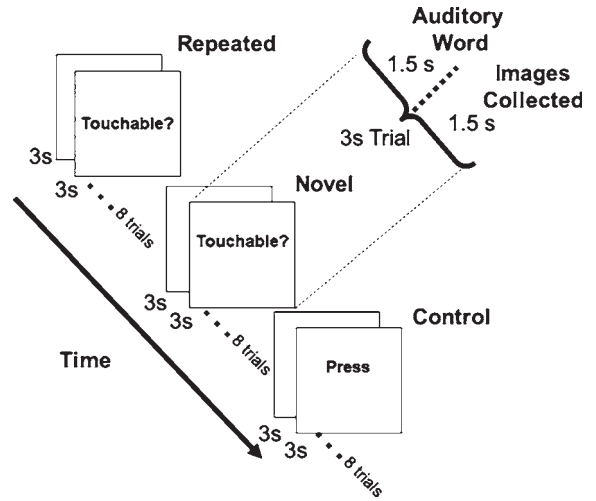 Repeated
Touchable?
3s
3s
8 trials
Auditory
Word
1.5 s
Images
Collected
1.5 s
3s Trial
Novel
Touchable?
3s
3s
8 trials
Control
Press
3s
3s
8 trials
Time